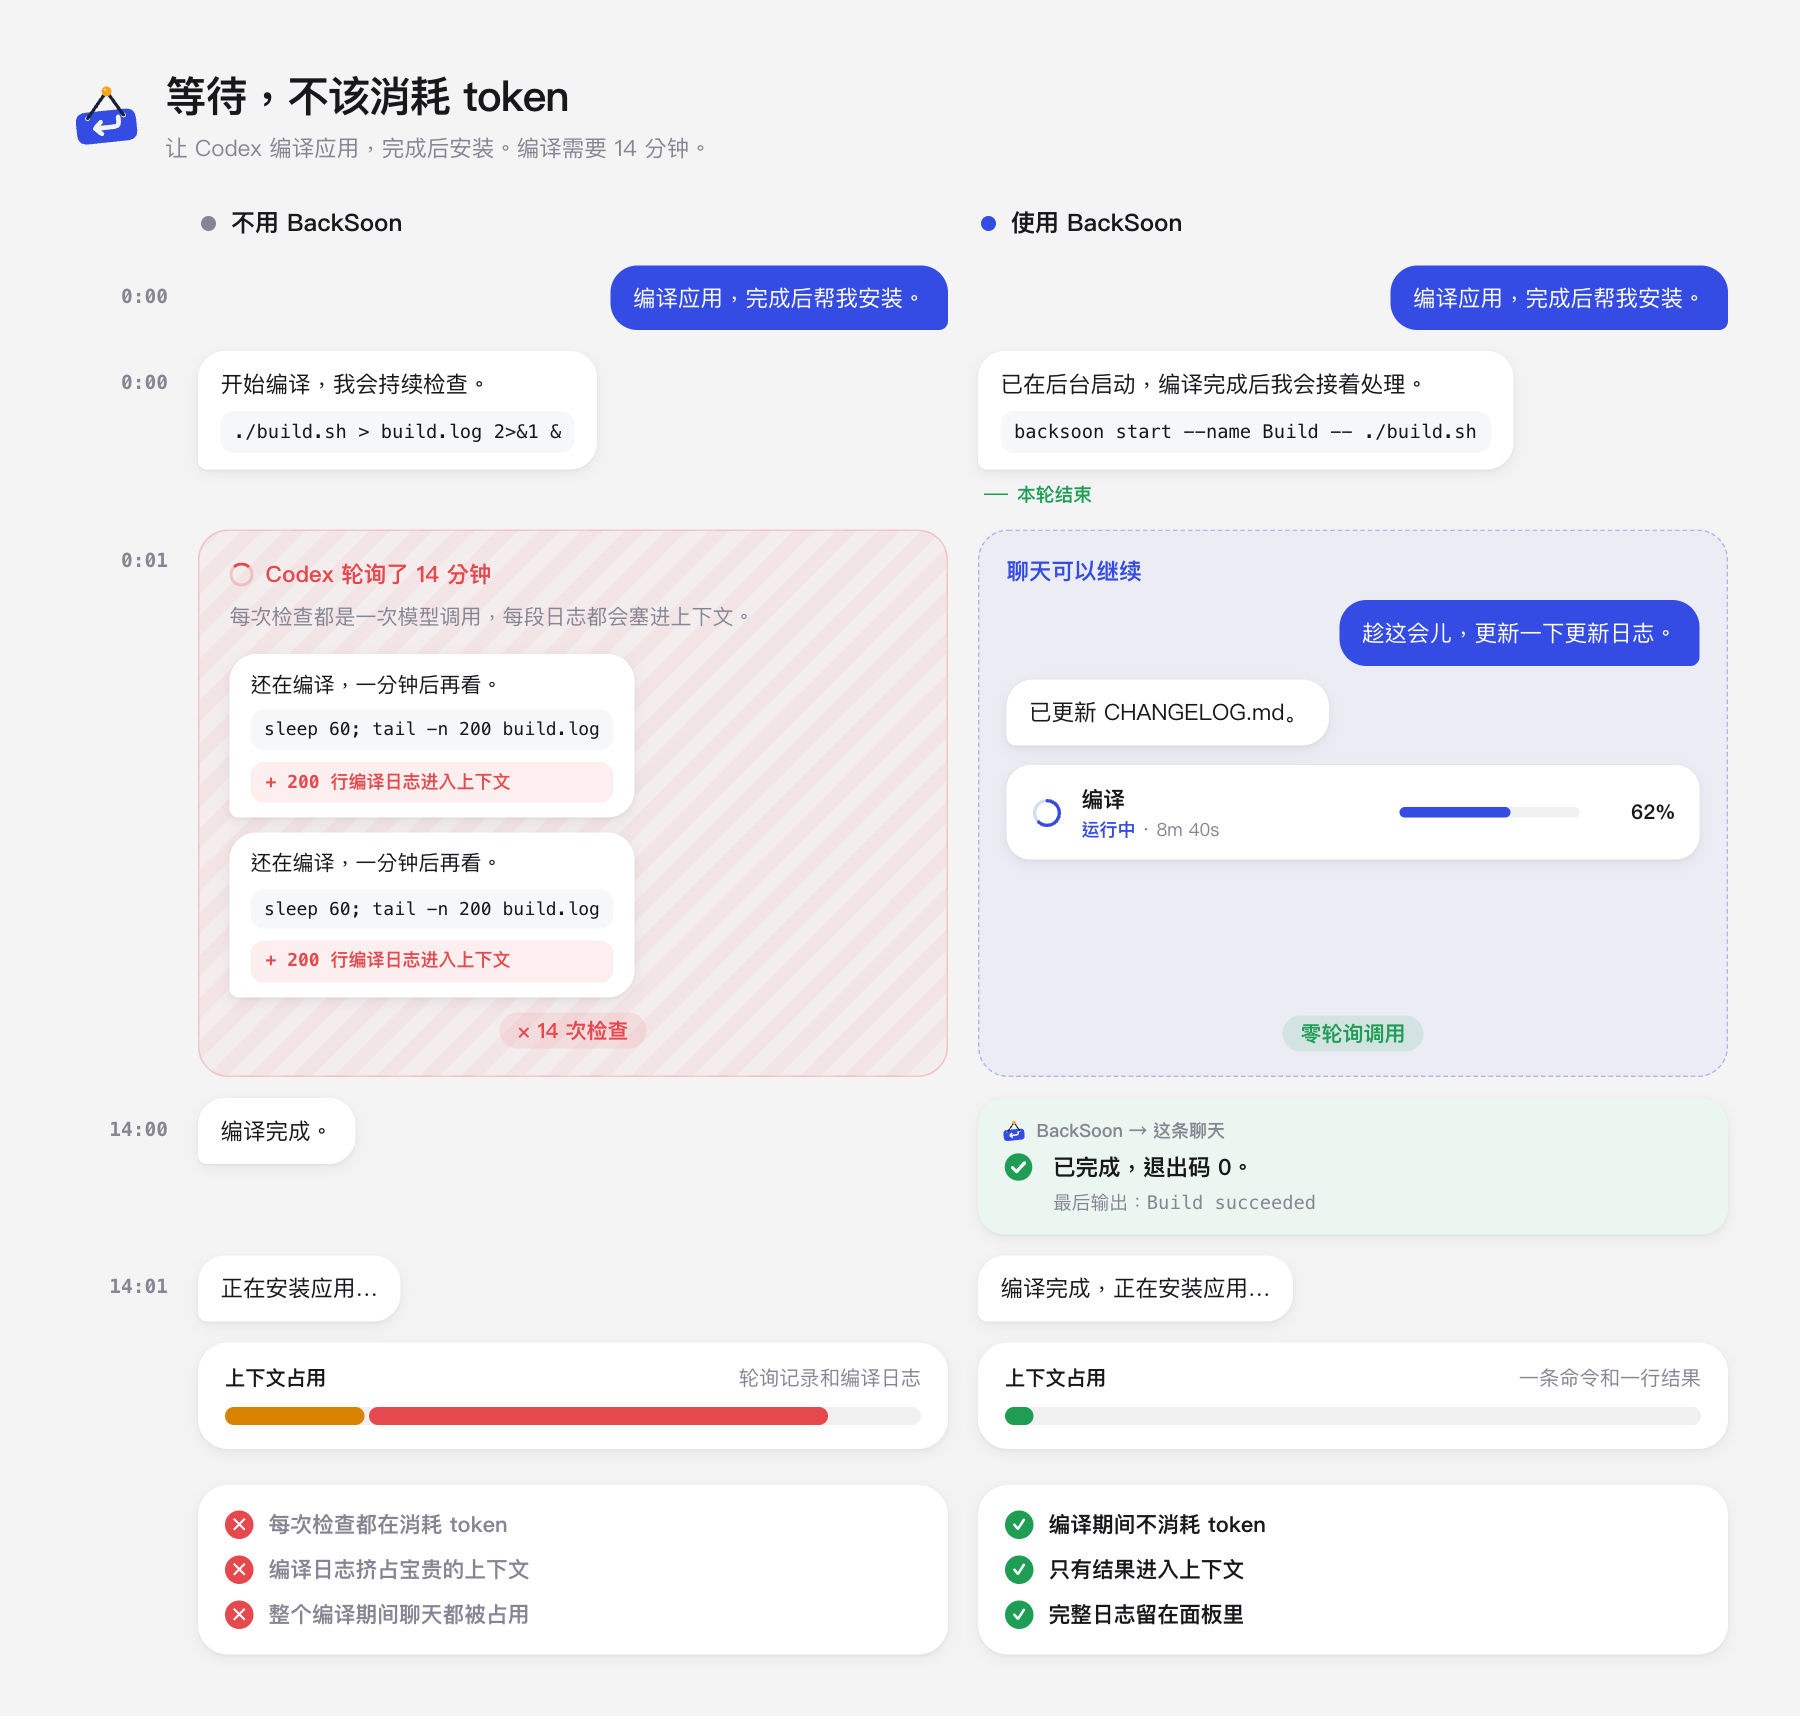 等待，不该消耗 token
让 Codex 编译应用，完成后安装。编译需要 14 分钟。
不用 BackSoon
0:00
编译应用，完成后帮我安装。
0:00
开始编译，我会持续检查。
./build.sh > build.log 2>&1 &
0:01
Codex 轮询了 14 分钟
每次检查都是一次模型调用，每段日志都会塞进上下文。
还在编译，一分钟后再看。
sleep 60; tail -n 200 build.log
+ 200 行编译日志进入上下文
还在编译，一分钟后再看。
sleep 60; tail -n 200 build.log
+ 200 行编译日志进入上下文
× 14 次检查
14:00
编译完成。
14:01
正在安装应用...
上下文占用
轮询记录和编译日志
每次检查都在消耗 token
编译日志挤占宝贵的上下文
整个编译期间聊天都被占用
使用 BackSoon
编译应用，完成后帮我安装。
已在后台启动，编译完成后我会接着处理。
backsoon start --name Build -- ./build.sh
— 本轮结束
聊天可以继续
趁这会儿，更新一下更新日志。
已更新 CHANGELOG.md。
编译
运行中 · 8m 40s
62%
零轮询调用
BackSoon → 这条聊天
已完成，退出码 0。
最后输出：Build succeeded
编译完成，正在安装应用...
上下文占用
一条命令和一行结果
编译期间不消耗 token
只有结果进入上下文
完整日志留在面板里